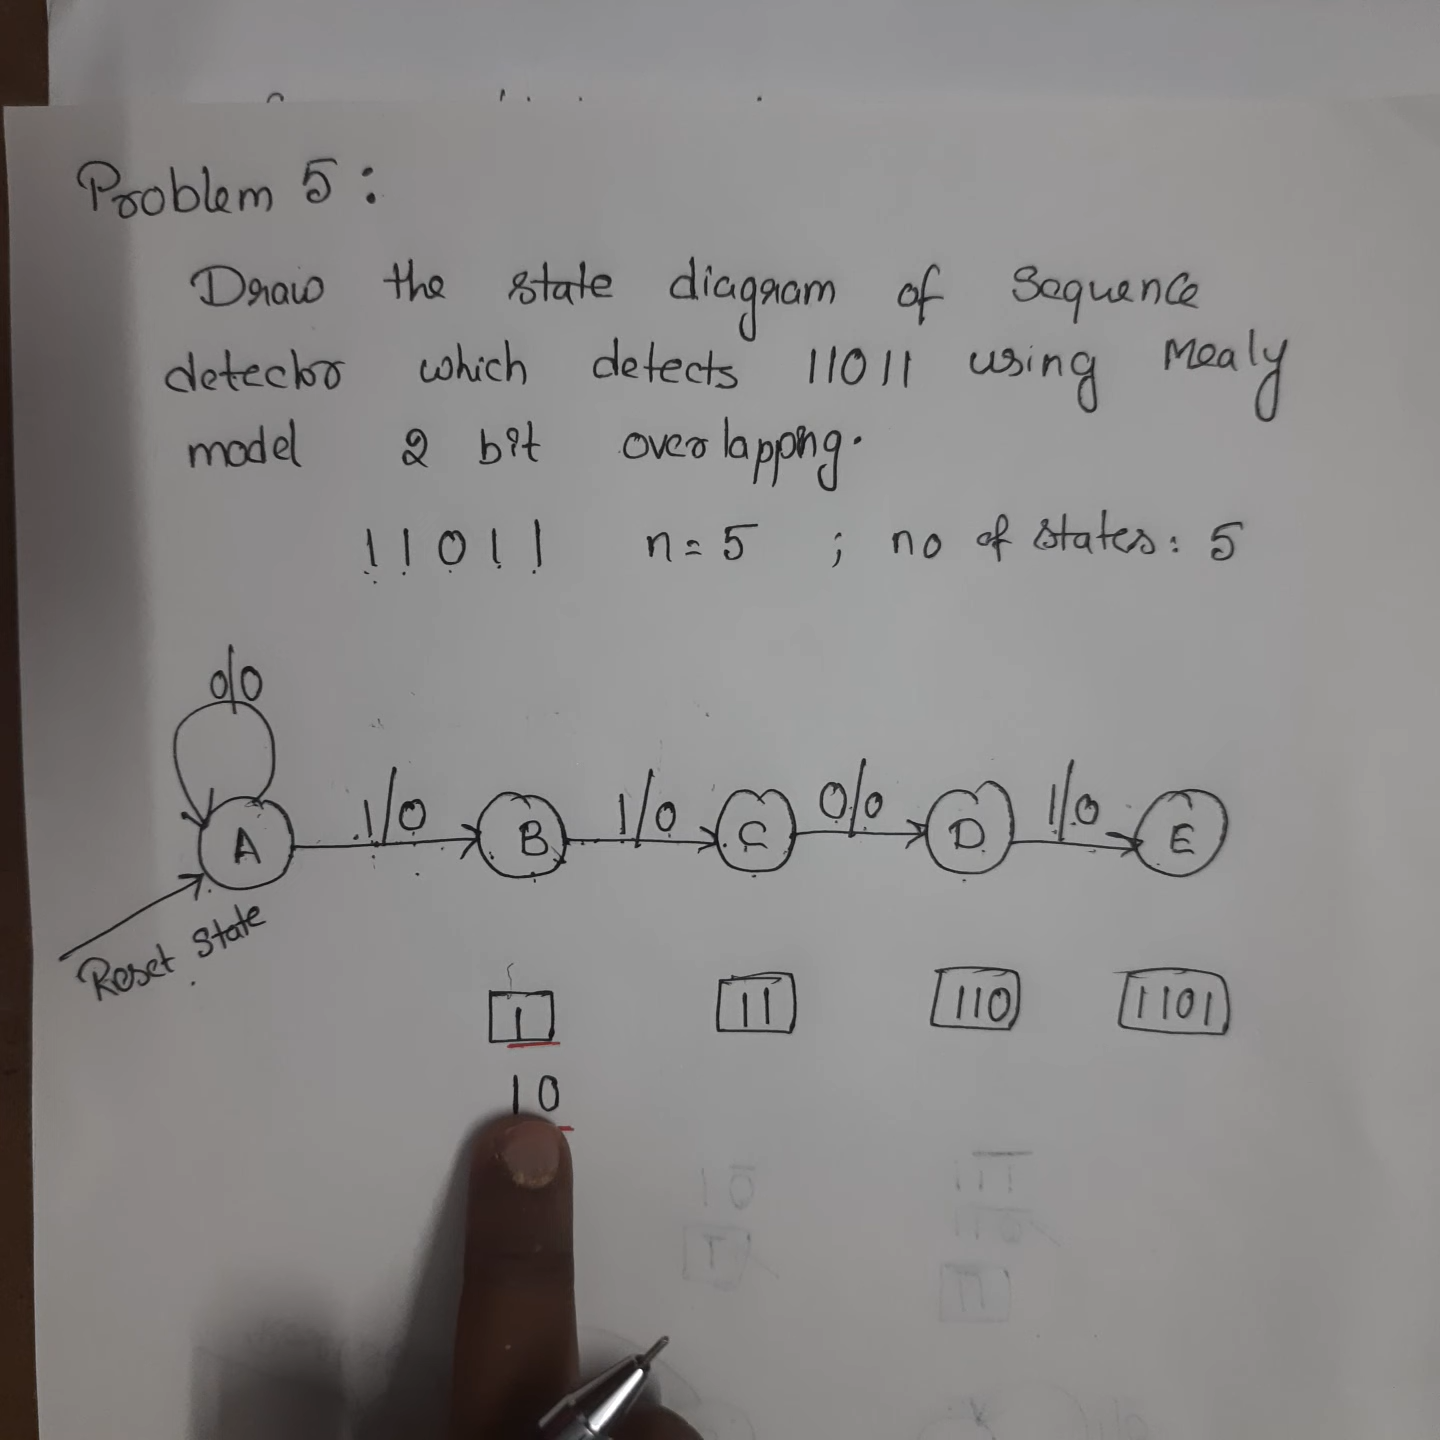 Problem 5 :
Draw the state diagram of Sequence
detector which detects 11011 using Mealy
model 2 bit overlapping.
11011 n = 5 ; no of states : 5
0/0
1/0 1/0 0/0 1/0
A B C D E
Reset State
1 11 110 1101
10